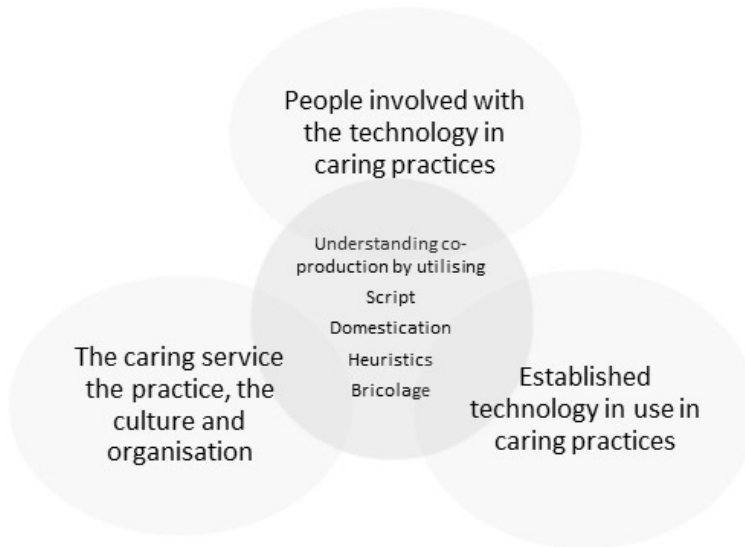 People involved with
the technology in
caring practices
Understanding co-
production by utilising
Script
Domestication
Heuristics
Bricolage
The caring service
the practice, the
culture and
organisation
Established
technology in use in
caring practices